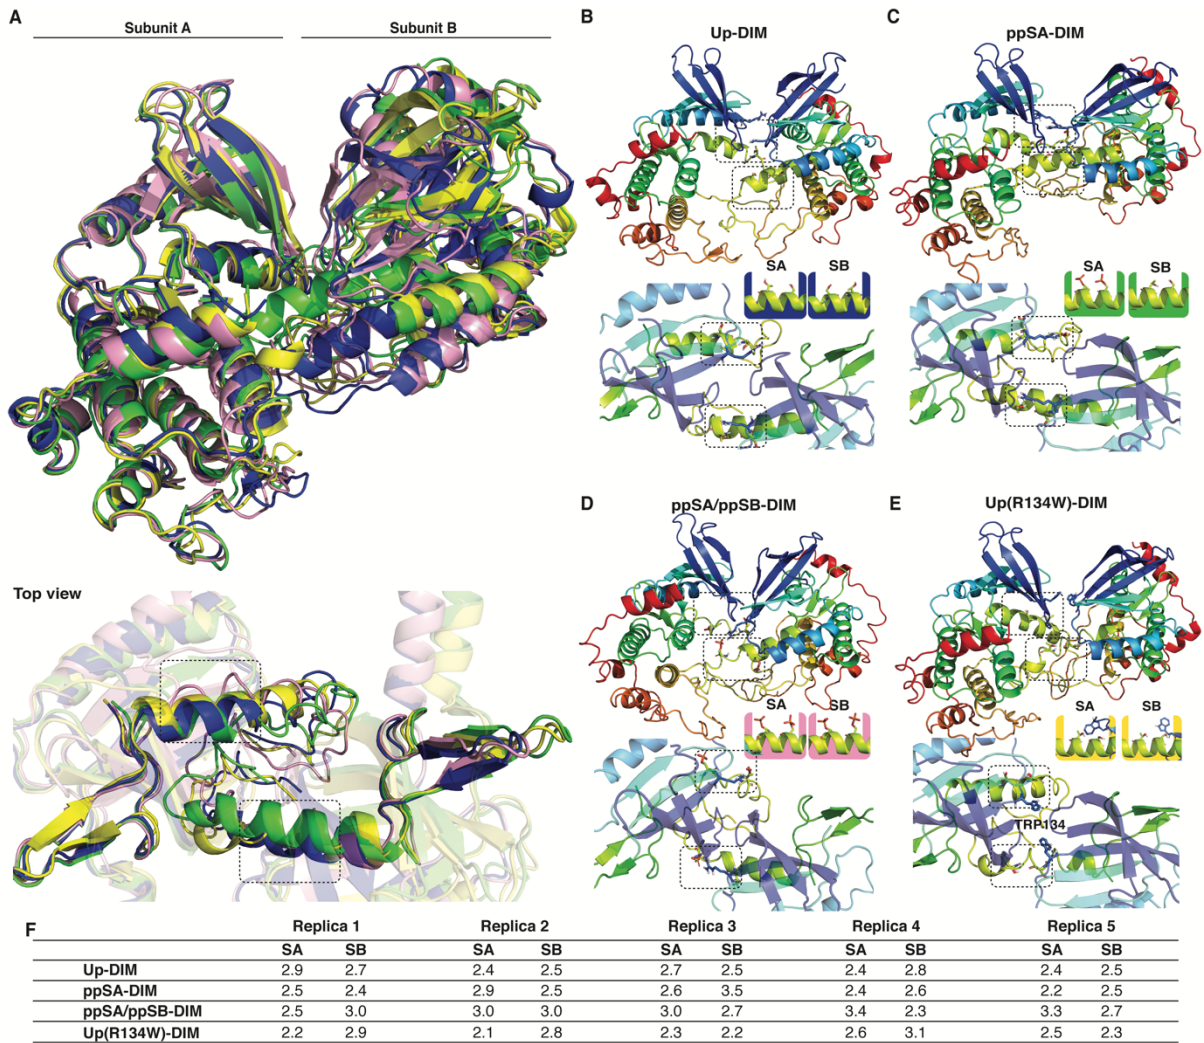 A
Subunit A
Subunit B
B
Up-DIM
SA
SB
C
ppSA-DIM
SA
SB
Top view
D
ppSA/ppSB-DIM
SA
SB
E
Up(R134W)-DIM
SA
SB
TRP134
F
Replica 1 Replica 2 Replica 3 Replica 4 Replica 5
SA SB SA SB SA SB SA SB SA SB
Up-DIM 2.9 2.7 2.4 2.5 2.7 2.5 2.4 2.8 2.4 2.5
ppSA-DIM 2.5 2.4 2.9 2.5 2.6 3.5 2.4 2.6 2.2 2.5
ppSA/ppSB-DIM 2.5 3.0 3.0 3.0 3.0 2.7 3.4 2.3 3.3 2.7
Up(R134W)-DIM 2.2 2.9 2.1 2.8 2.3 2.2 2.6 3.1 2.5 2.3